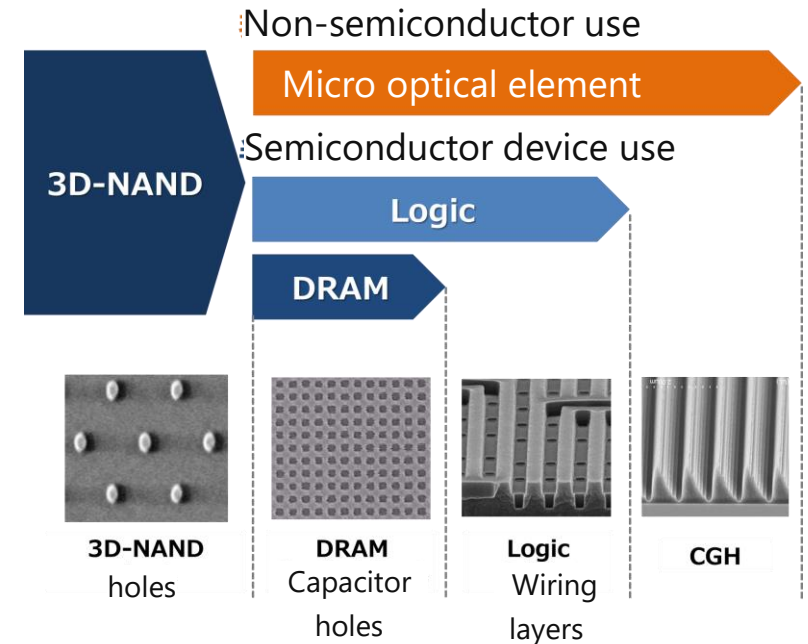 Non-semiconductor use
Micro optical element
Semiconductor device use
3D-NAND
Logic
DRAM
3D-NAND
holes
DRAM
Capacitor
holes
Logic
Wiring
layers
CGH